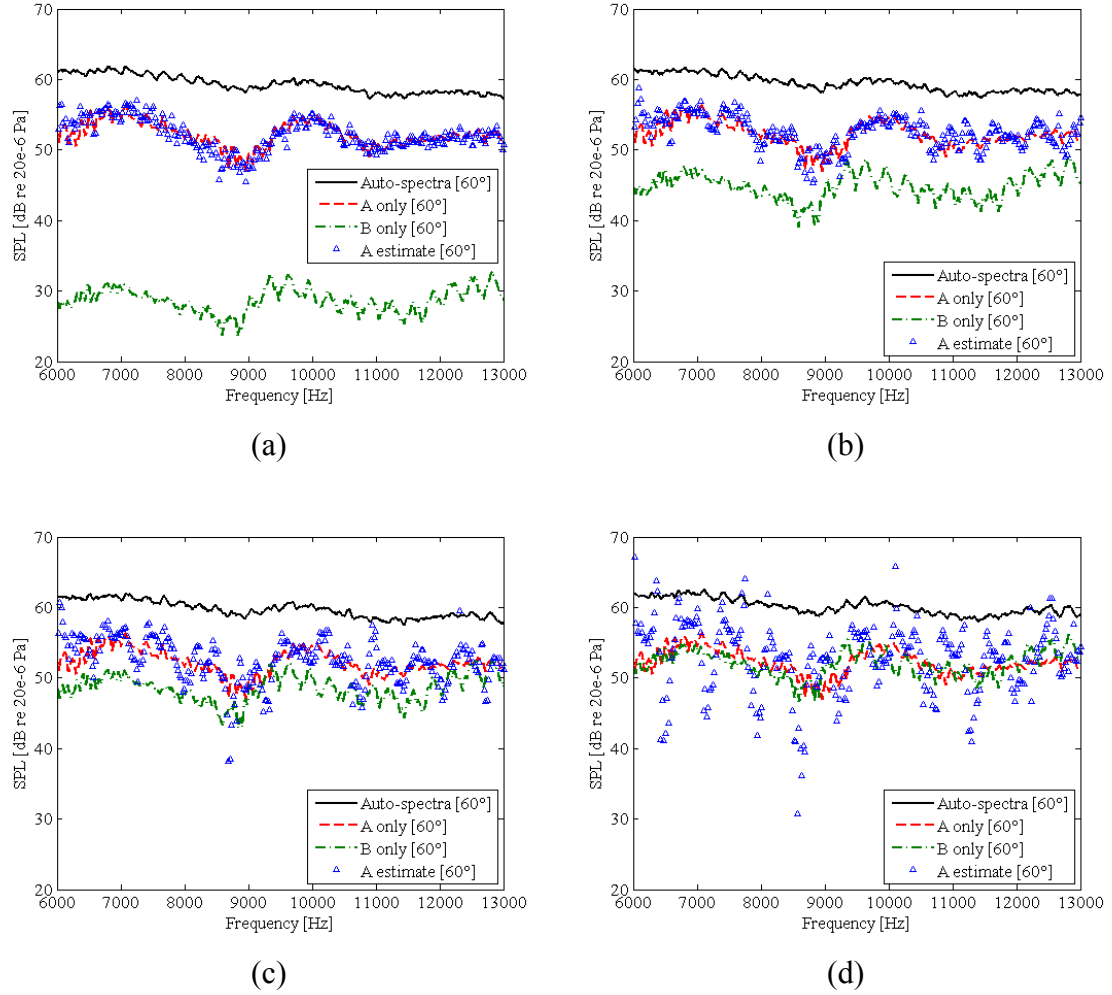 70
60
50
40
30
20
SPL [dB re 20e-6 Pa]
Auto-spectra [60°]
A only [60°]
B only [60°]
A estimate [60°]
6000 7000 8000 9000 10000 11000 12000 13000
Frequency [Hz]
(a)
70
60
50
40
30
20
SPL [dB re 20e-6 Pa]
Auto-spectra [60°]
A only [60°]
B only [60°]
A estimate [60°]
6000 7000 8000 9000 10000 11000 12000 13000
Frequency [Hz]
(b)
70
60
50
40
30
20
SPL [dB re 20e-6 Pa]
Auto-spectra [60°]
A only [60°]
B only [60°]
A estimate [60°]
6000 7000 8000 9000 10000 11000 12000 13000
Frequency [Hz]
(c)
70
60
50
40
30
20
SPL [dB re 20e-6 Pa]
Auto-spectra [60°]
A only [60°]
B only [60°]
A estimate [60°]
6000 7000 8000 9000 10000 11000 12000 13000
Frequency [Hz]
(d)